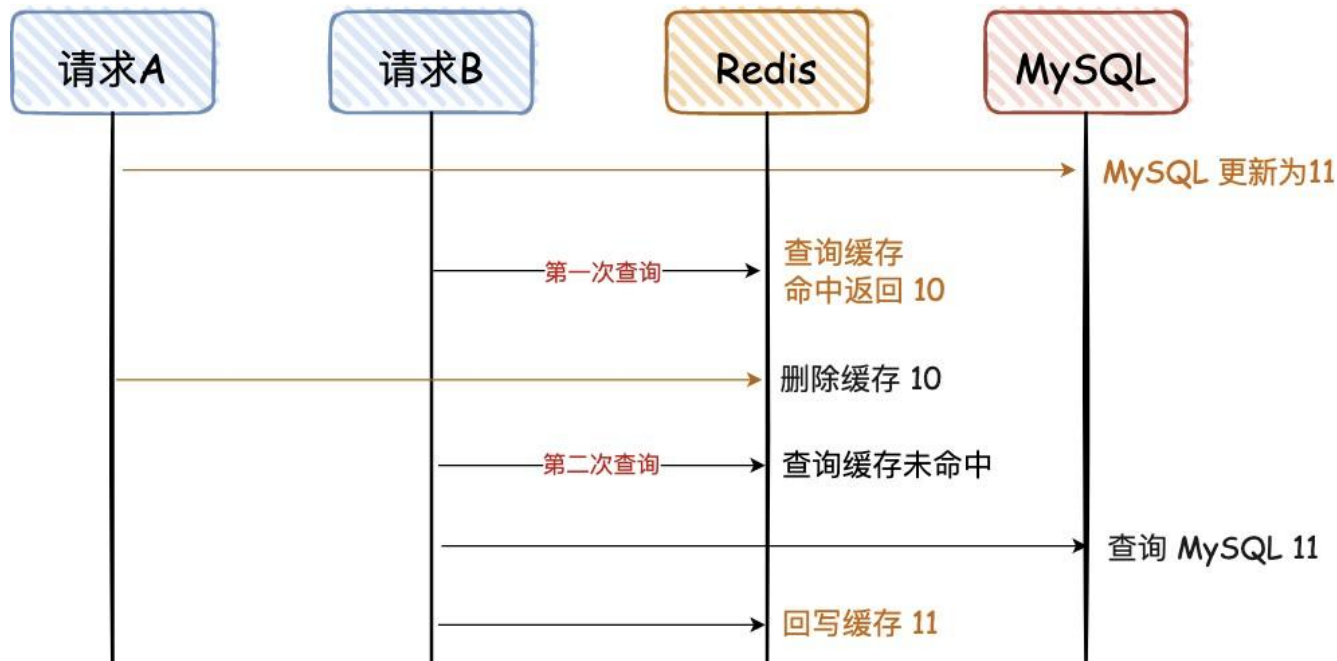 请求A
请求B
Redis
MySQL
MySQL 更新为11
第一次查询
查询缓存
命中返回 10
删除缓存 10
第二次查询
查询缓存未命中
查询 MySQL 11
回写缓存 11